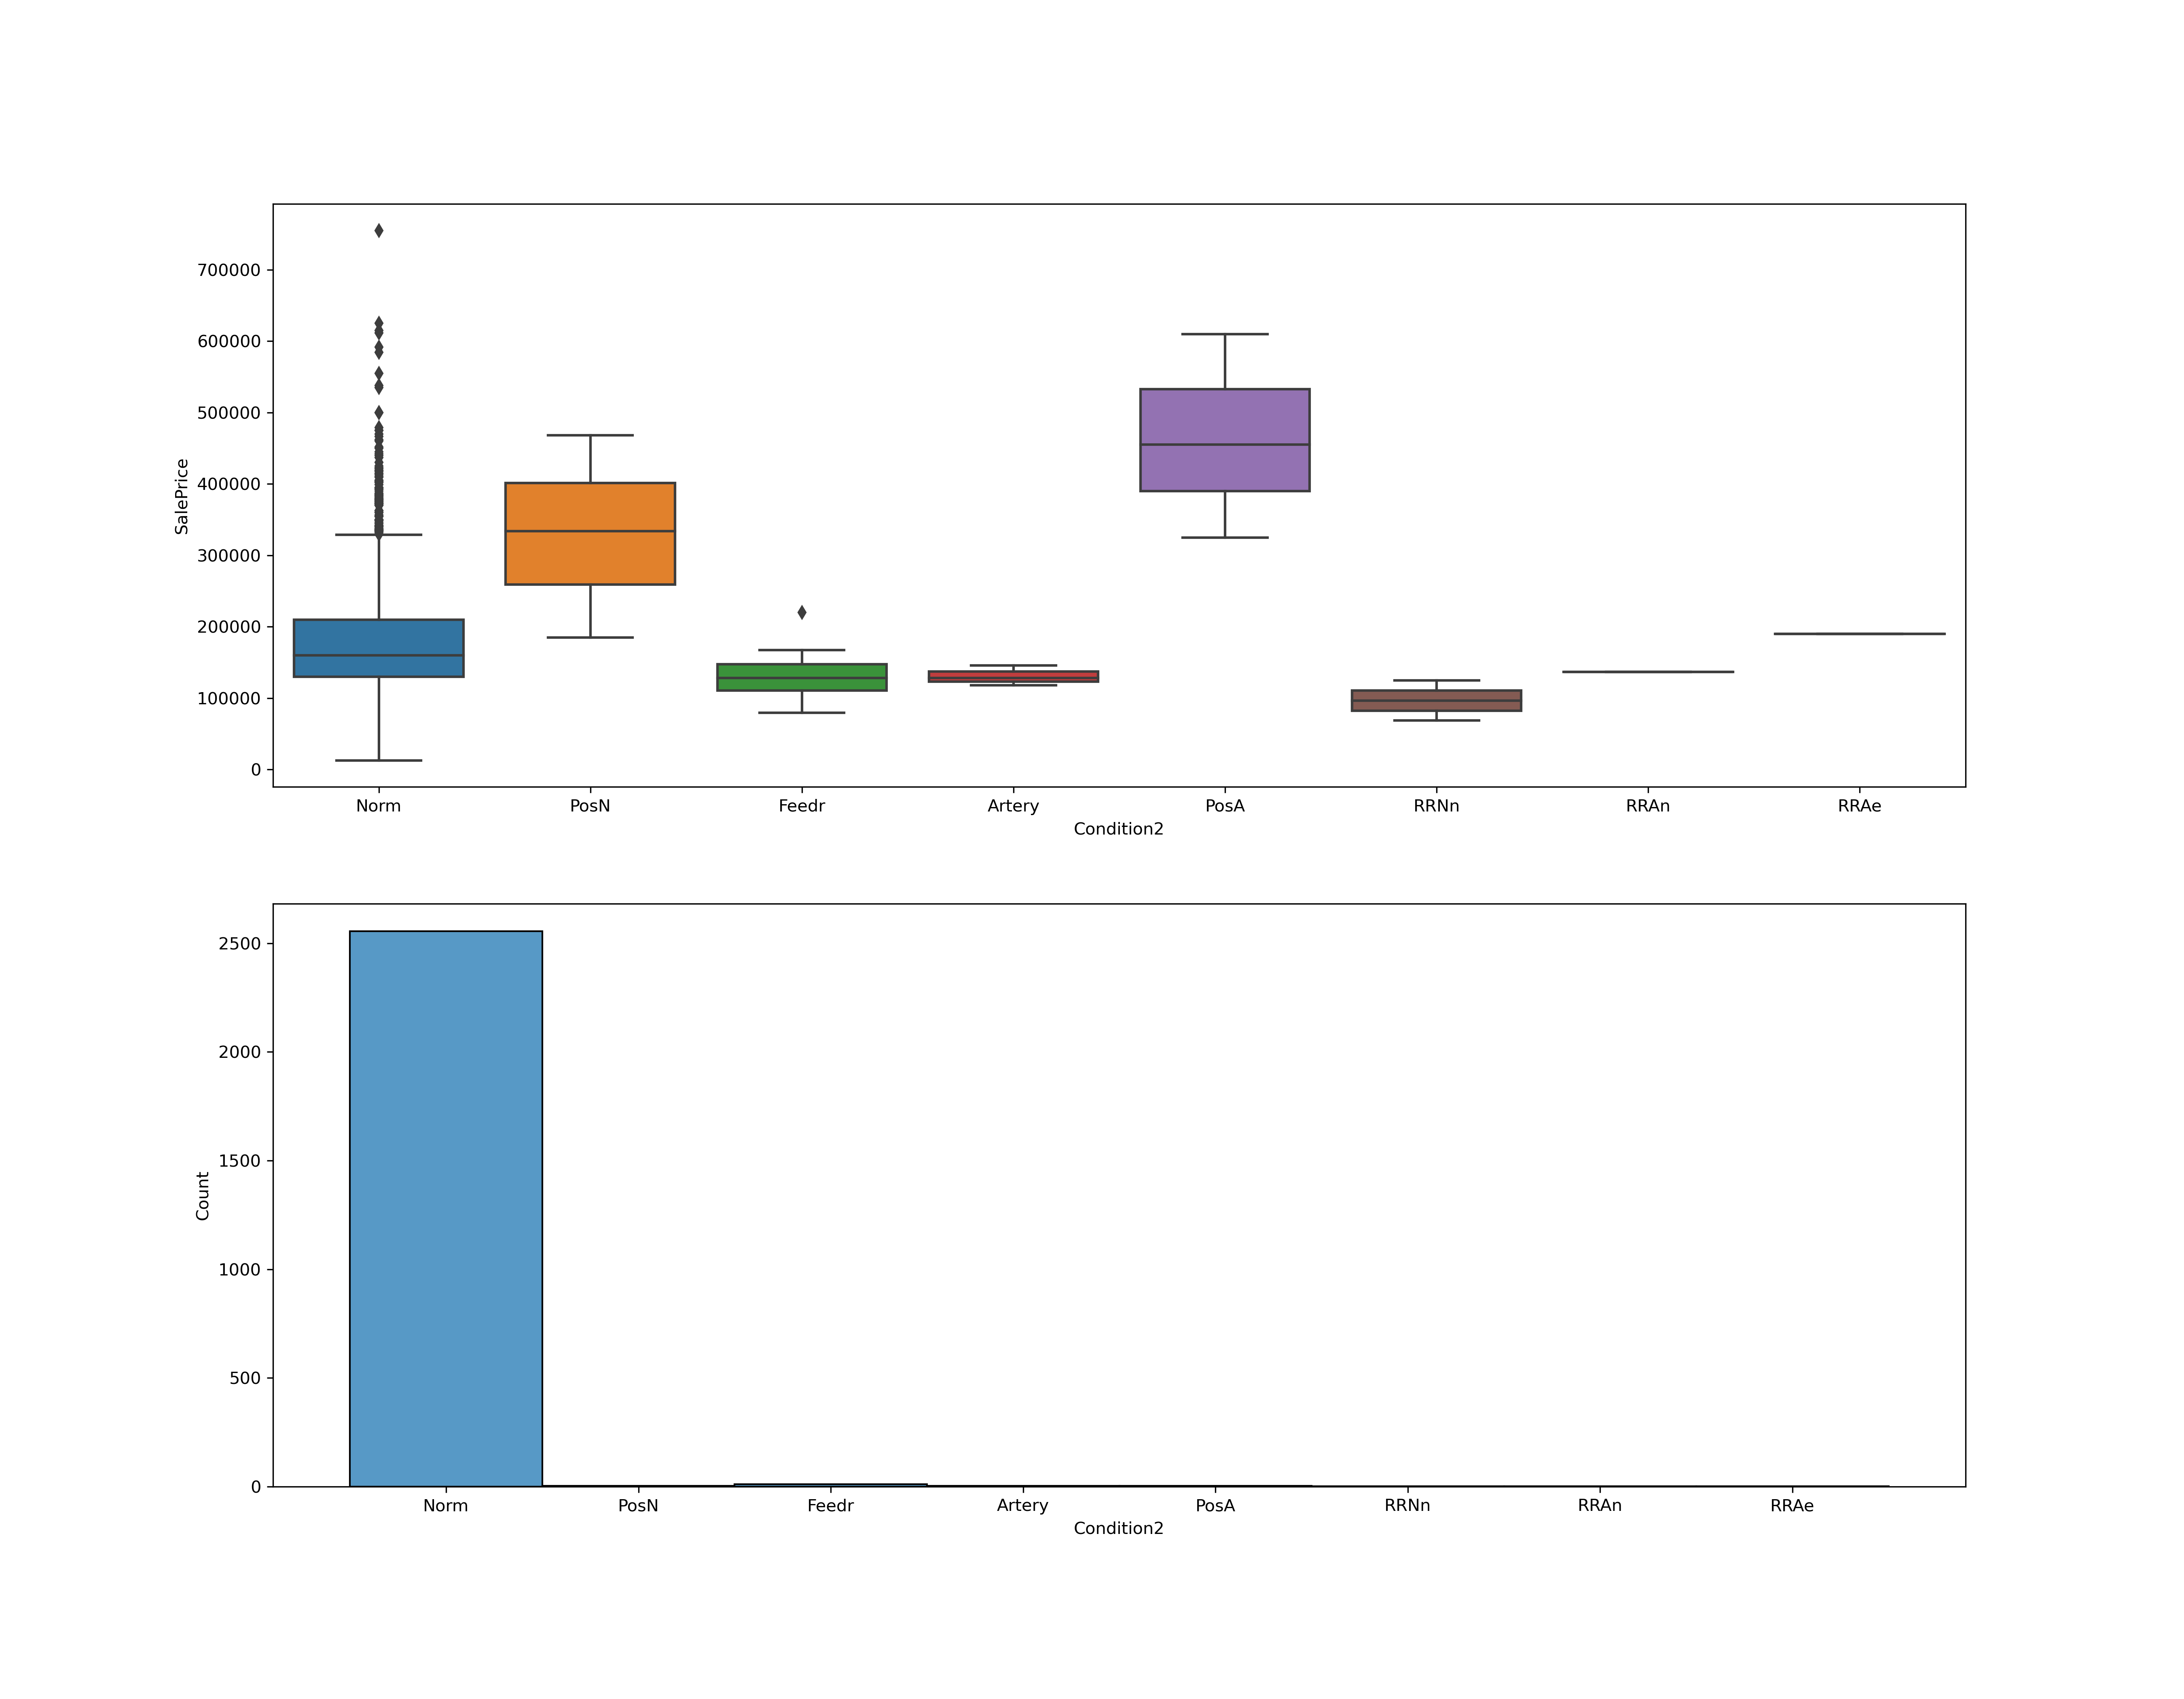 SalePrice
700000
600000
500000
400000
300000
200000
100000
0
Norm PosN Feedr Artery PosA RRNn RRAn RRAe
Condition2
Count
2500
2000
1500
1000
500
0
Norm PosN Feedr Artery PosA RRNn RRAn RRAe
Condition2